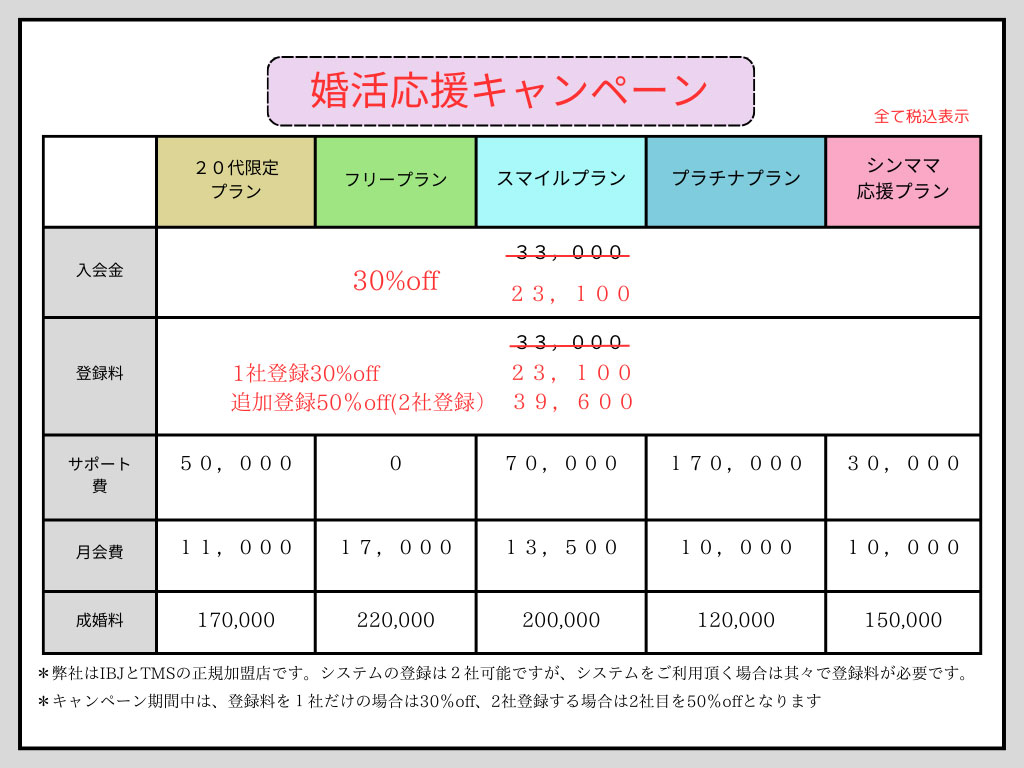 婚活応援キャンペーン
全て税込表示
２０代限定
プラン
フリープラン
スマイルプラン
プラチナプラン
シンママ
応援プラン
入会金
30%off
３３，０００
２３，１００
登録料
３３，０００
1社登録30%off
２３，１００
追加登録50%off(2社登録）
３９，６００
サポート
費
５０，０００
０
７０，０００
１７０，０００
３０，０００
月会費
１１，０００
１７，０００
１３，５００
１０，０００
１０，０００
成婚料
170,000
220,000
200,000
120,000
150,000
＊弊社はIBJとTMSの正規加盟店です。システムの登録は２社可能ですが、システムをご利用頂く場合は其々で登録料が必要です。
＊キャンペーン期間中は、登録料を１社だけの場合は30%off、2社登録する場合は2社目を50%offとなります